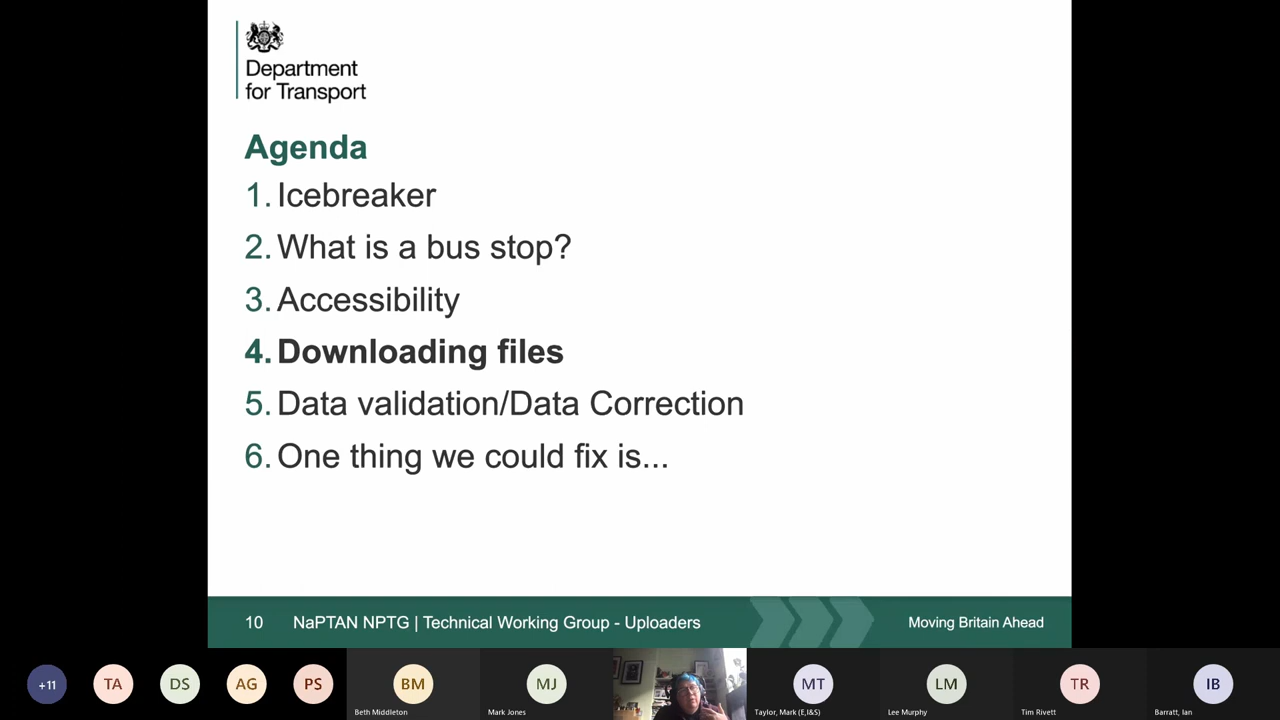 Department
for Transport
Agenda
1. Icebreaker
2. What is a bus stop?
3. Accessibility
4. Downloading files
5. Data validation/Data Correction
6. One thing we could fix is...
10 NaPTAN NPTG | Technical Working Group - Uploaders Moving Britain Ahead
+11 TA DS AG PS BM MJ MT LM TR IB
Beth Middleton Mark Jones Taylor, Mark (E,I&S) Lee Murphy Tim Rivett Barratt, Ian